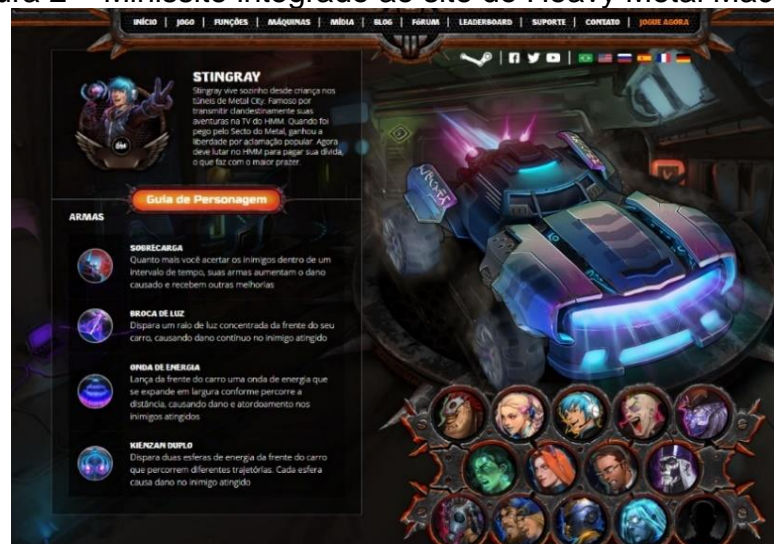 INÍCIO | JOGO | FUNÇÕES | MÁQUINAS | MÍDIA | BLOG | FÓRUM | LEADERBOARD | SUPORTE | CONTATO | JOGUE AGORA
STINGRAY
Stingray vive sozinho desde criança nos
túneis de Metal City. Famoso por
transmitir clandestinamente suas
aventuras na TV do HMM. Quando foi
pego pelo Secto do Metal, ganhou a
liberdade por aclamação popular. Agora
deve lutar no HMM para pagar sua dívida,
o que faz com o maior prazer.
Guia de Personagem
ARMAS
SOBRECARGA
Quanto mais você acertar os inimigos dentro de um
intervalo de tempo, suas armas aumentam o dano
causado e recebem outras melhorias
BROCA DE LUZ
Dispara um raio de luz concentrada da frente do seu
carro, causando dano contínuo no inimigo atingido
ONDA DE ENERGIA
Lança da frente do carro uma onda de energia que
se expande em largura conforme percorre a
distância, causando dano e atordoamento nos
inimigos atingidos
KIENZAN DUPLO
Dispara duas esferas de energia da frente do carro
que percorrem diferentes trajetórias. Cada esfera
causa dano no inimigo atingido